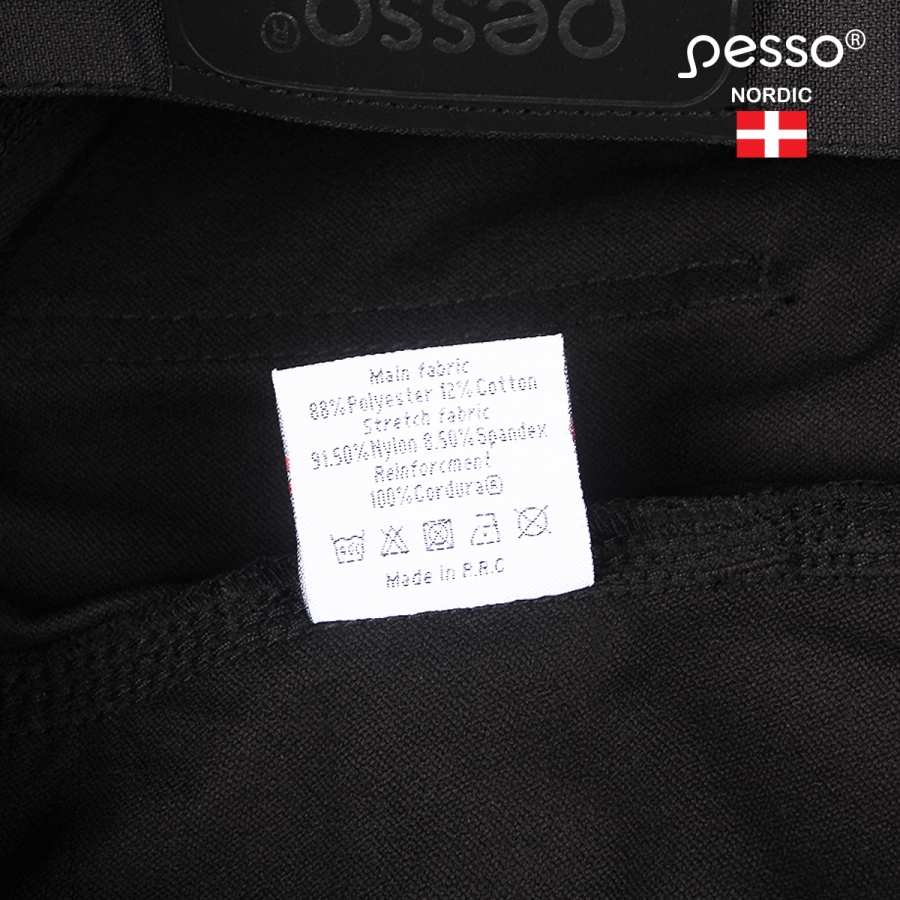 pesso®
pesso®
NORDIC
Main fabric
88%Polyester 12%Cotton
Stretch fabric
91.50%Nylon 8.50%Spandex
Reinforcment
100%Cordura®
Made in P.R.C